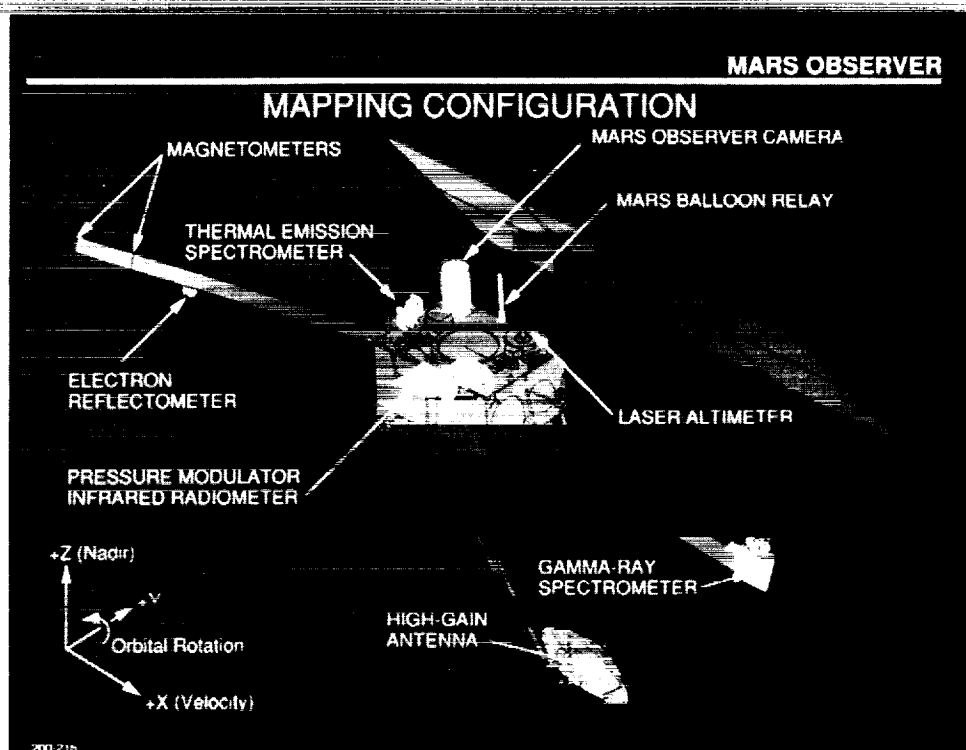 MARS OBSERVER
MAPPING CONFIGURATION
MAGNETOMETERS
MARS OBSERVER CAMERA
MARS BALLOON RELAY
THERMAL EMISSION
SPECTROMETER
ELECTRON
REFLECTOMETER
LASER ALTIMETER
PRESSURE MODULATOR
INFRARED RADIOMETER
+Z (Nadir)
+Y
Orbital Rotation
+X (Velocity)
GAMMA-RAY
SPECTROMETER
HIGH-GAIN
ANTENNA